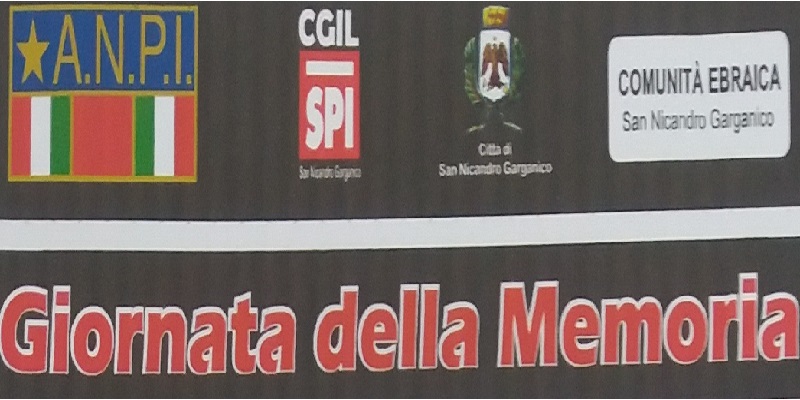 A.N.P.I.
CGIL
SPI
San Nicandro Garganico
Città di
San Nicandro Garganico
COMUNITÀ EBRAICA
San Nicandro Garganico
Giornata della Memoria